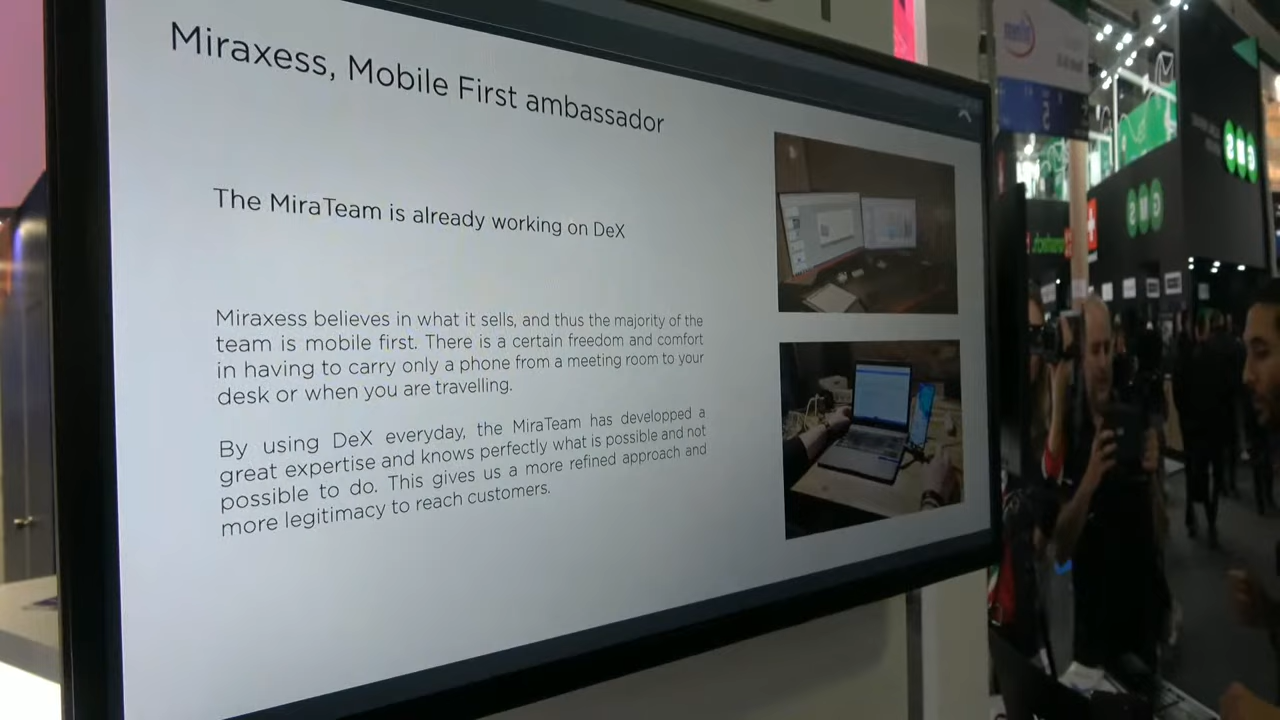 Miraxess, Mobile First ambassador
The MiraTeam is already working on DeX
Miraxess believes in what it sells, and thus the majority of the
team is mobile first. There is a certain freedom and comfort
in having to carry only a phone from a meeting room to your
desk or when you are travelling.
By using DeX everyday, the MiraTeam has developped a
great expertise and knows perfectly what is possible and not
possible to do. This gives us a more refined approach and
more legitimacy to reach customers.
GMS
GMS